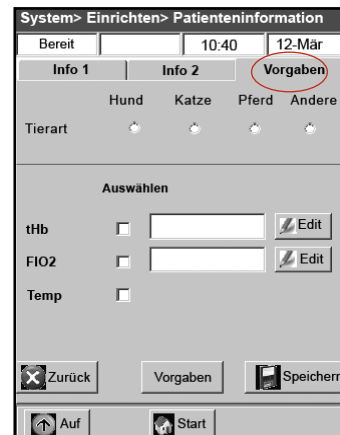 System> Einrichten> Patienteninformation
Bereit 10:40 12-Mär
Info 1 Info 2 Vorgaben
Hund Katze Pferd Andere
Tierart
Auswählen
tHb Edit
FIO2 Edit
Temp
Zurück Vorgaben Speichern
Auf Start